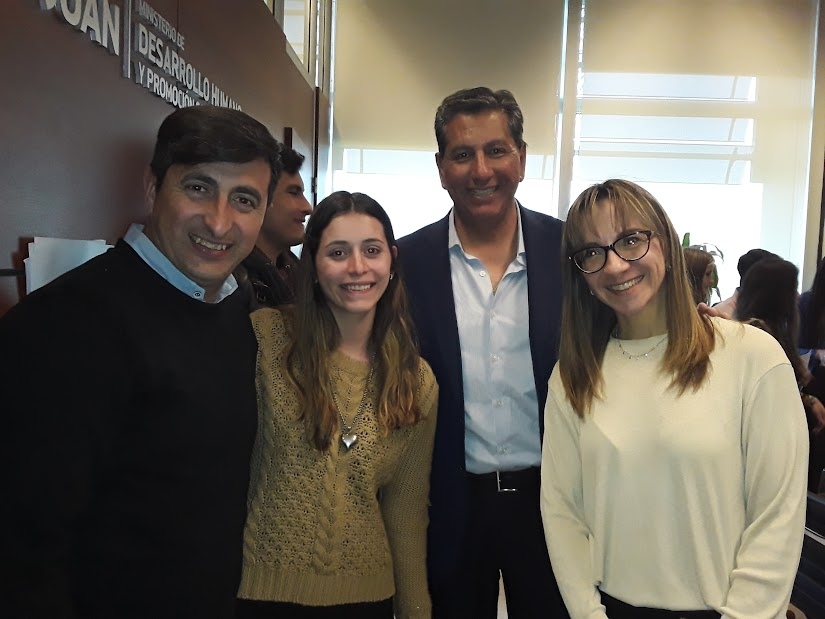 JUAN
MINISTERIO DE
DESARROLLO HUMANO
Y PROMOCIÓN